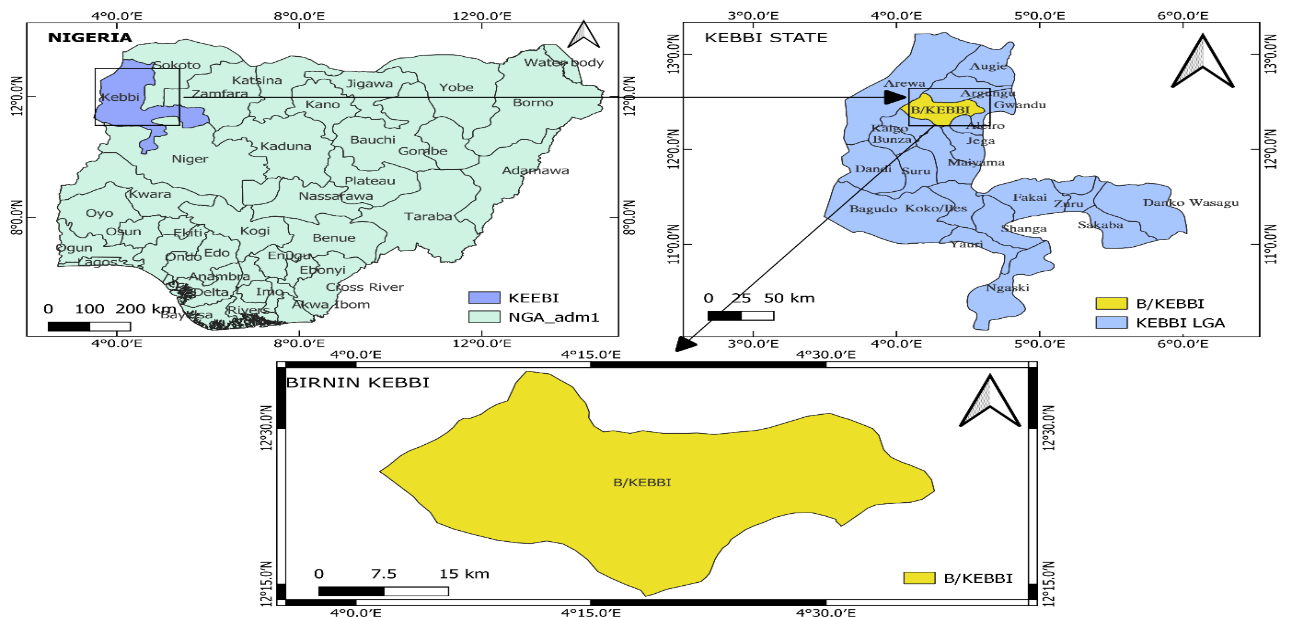 4°0.0'E 8°0.0'E 12°0.0'E
NIGERIA
12°0.0'N
8°0.0'N
Sokoto
Kebbi
Zamfara
Katsina
Kano
Jigawa
Yobe
Water body
Borno
Bauchi
Gombe
Kaduna
Niger
Adamawa
Plateau
Nassarawa
Kwara
Taraba
Oyo
Osun
Ekiti
Kogi
Benue
Ogun
Lagos
Ondo
Edo
Enugu
Ebonyi
Anambra
Cross River
Delta
Imo
Akwa Ibom
Rivers
Bayelsa
0 100 200 km
KEEBI
NGA_adm1
12°0.0'N
8°0.0'N
4°0.0'E 8°0.0'E 12°0.0'E
3°0.0'E 4°0.0'E 5°0.0'E 6°0.0'E
KEBBI STATE
13°0.0'N
12°0.0'N
11°0.0'N
Augie
Arewa
Argungu
Gwandu
B/KEBBI
Aleiro
Kalgo
Bunza
Jega
Maiyama
Dandi
Suru
Bagudo
Koko/Bes
Fakai
Zuru
Danko Wasagu
Shanga
Sakaba
Yauri
Ngaski
0 25 50 km
B/KEBBI
KEBBI LGA
13°0.0'N
12°0.0'N
11°0.0'N
3°0.0'E 4°0.0'E 5°0.0'E 6°0.0'E
4°0.0'E 4°15.0'E 4°30.0'E
BIRNIN KEBBI
12°30.0'N
12°15.0'N
B/KEBBI
0 7.5 15 km
B/KEBBI
12°30.0'N
12°15.0'N
4°0.0'E 4°15.0'E 4°30.0'E